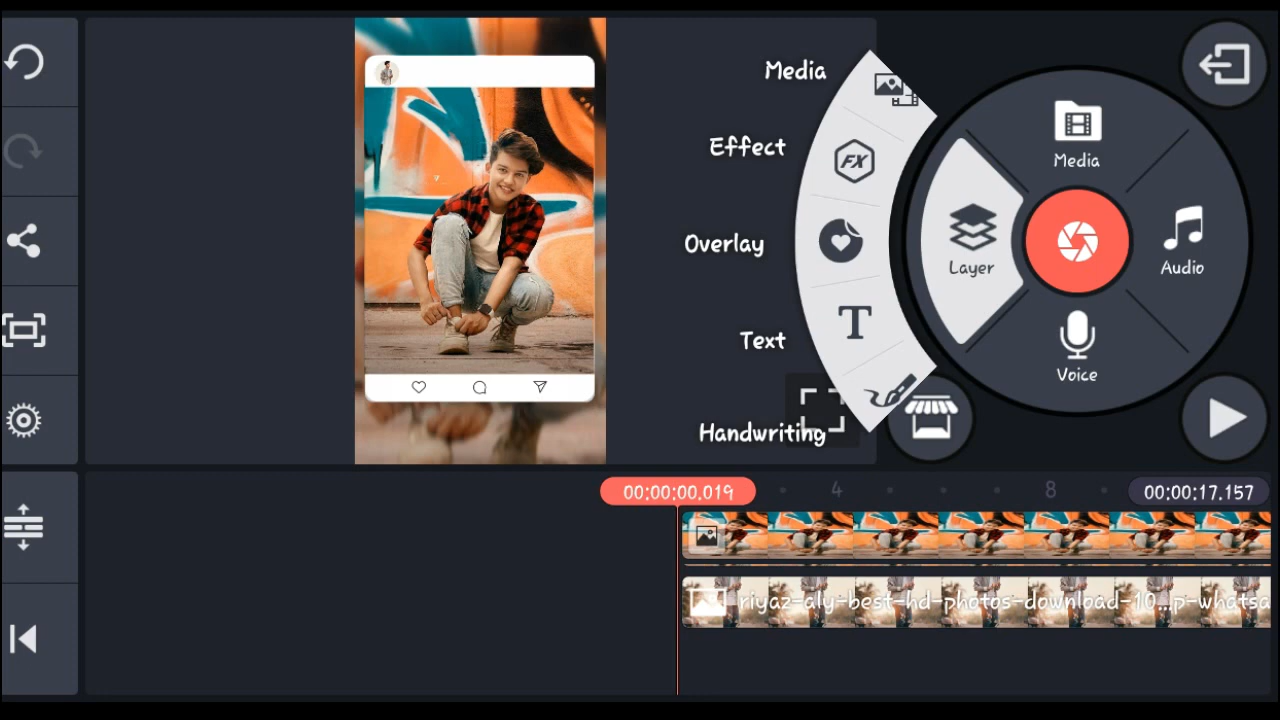 Media
Effect
Overlay
Text
Handwriting
FX
T
Media
Layer
Audio
Voice
00:00:00.019
4
8
00:00:17.157
riyaz-aly-best-hd-photos-download-10...p-whatsa